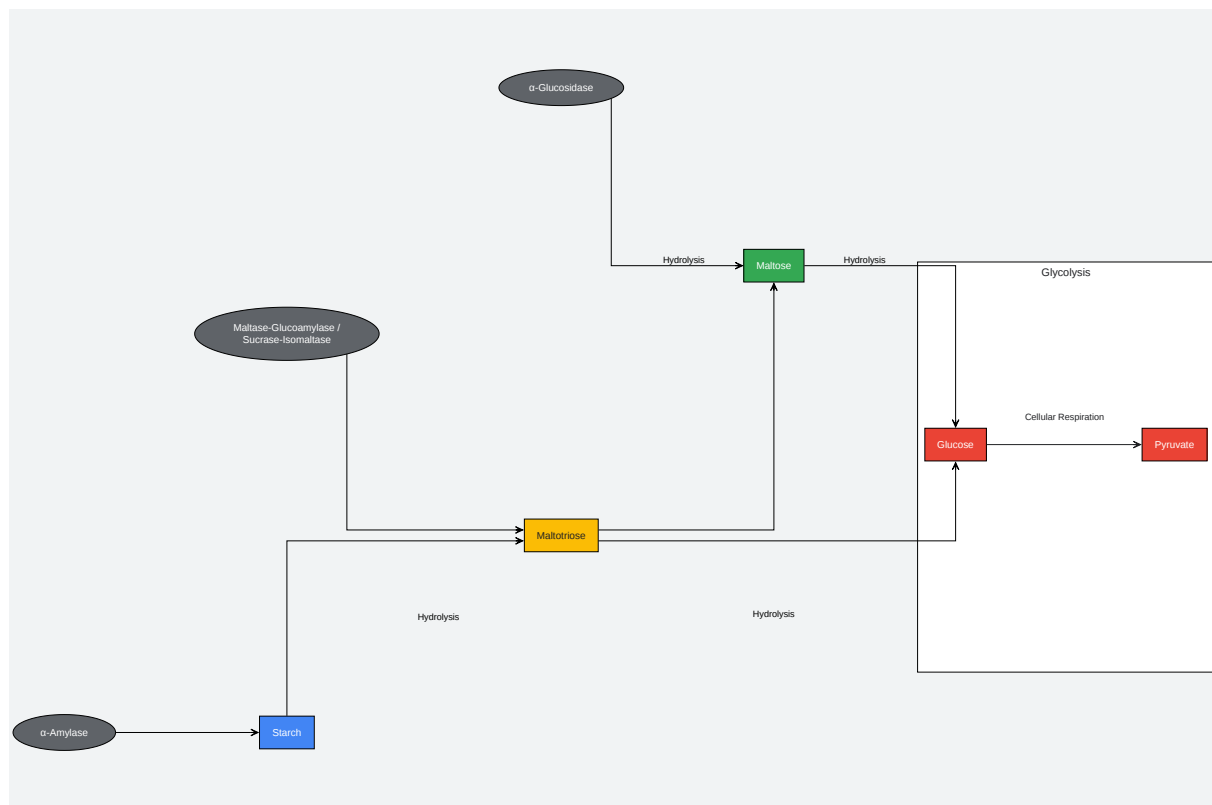 α-Glucosidase
Hydrolysis
Maltose
Hydrolysis
Glycolysis
Maltase-Glucoamylase /
Sucrase-Isomaltase
Cellular Respiration
Glucose
Pyruvate
Maltotriose
Hydrolysis
Hydrolysis
α-Amylase
Starch